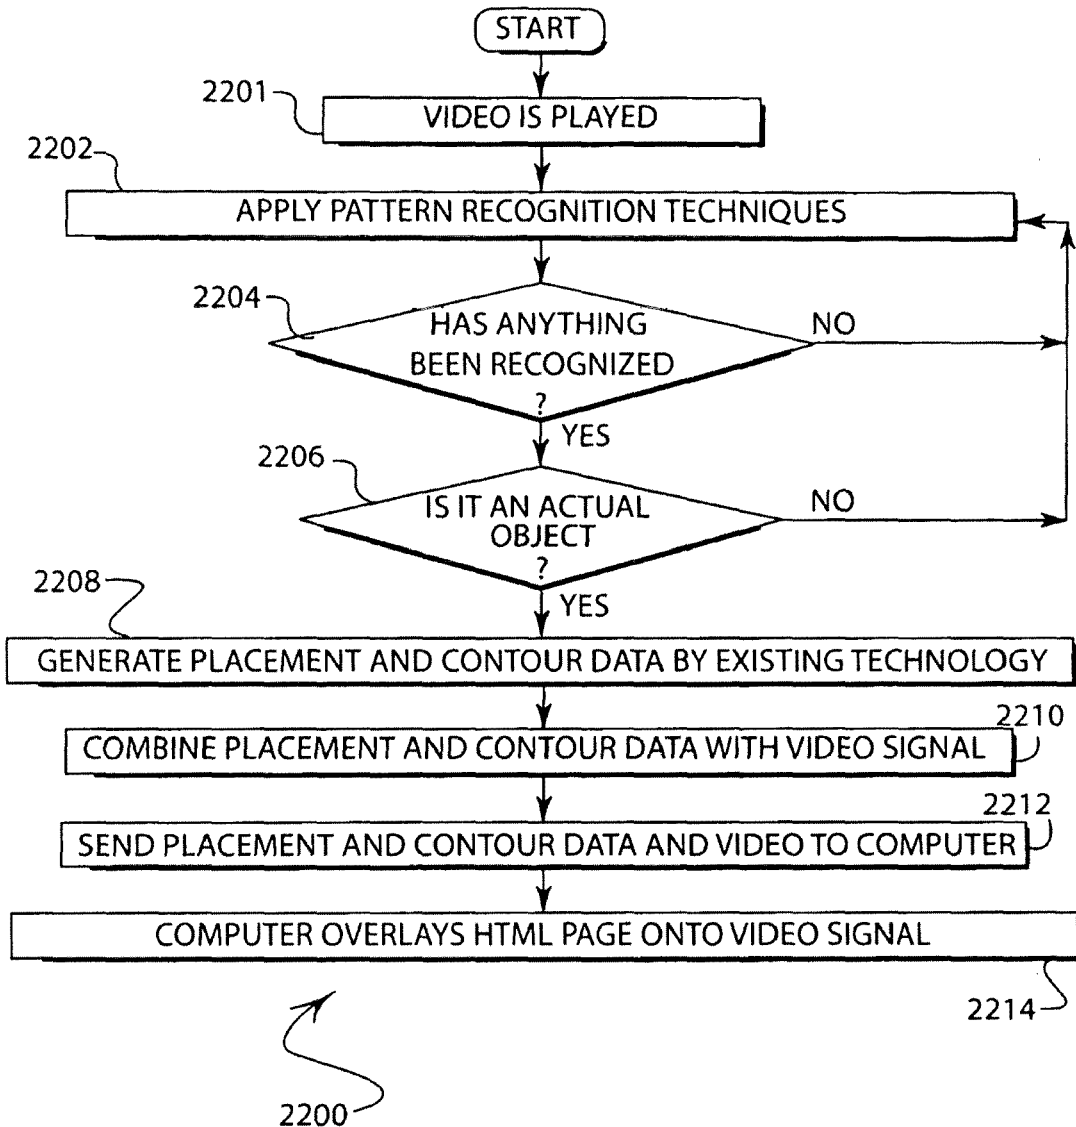 START
2201
VIDEO IS PLAYED
2202
APPLY PATTERN RECOGNITION TECHNIQUES
2204
HAS ANYTHING
BEEN RECOGNIZED
?
NO
YES
2206
IS IT AN ACTUAL
OBJECT
?
NO
YES
2208
GENERATE PLACEMENT AND CONTOUR DATA BY EXISTING TECHNOLOGY
2210
COMBINE PLACEMENT AND CONTOUR DATA WITH VIDEO SIGNAL
2212
SEND PLACEMENT AND CONTOUR DATA AND VIDEO TO COMPUTER
COMPUTER OVERLAYS HTML PAGE ONTO VIDEO SIGNAL
2214
2200